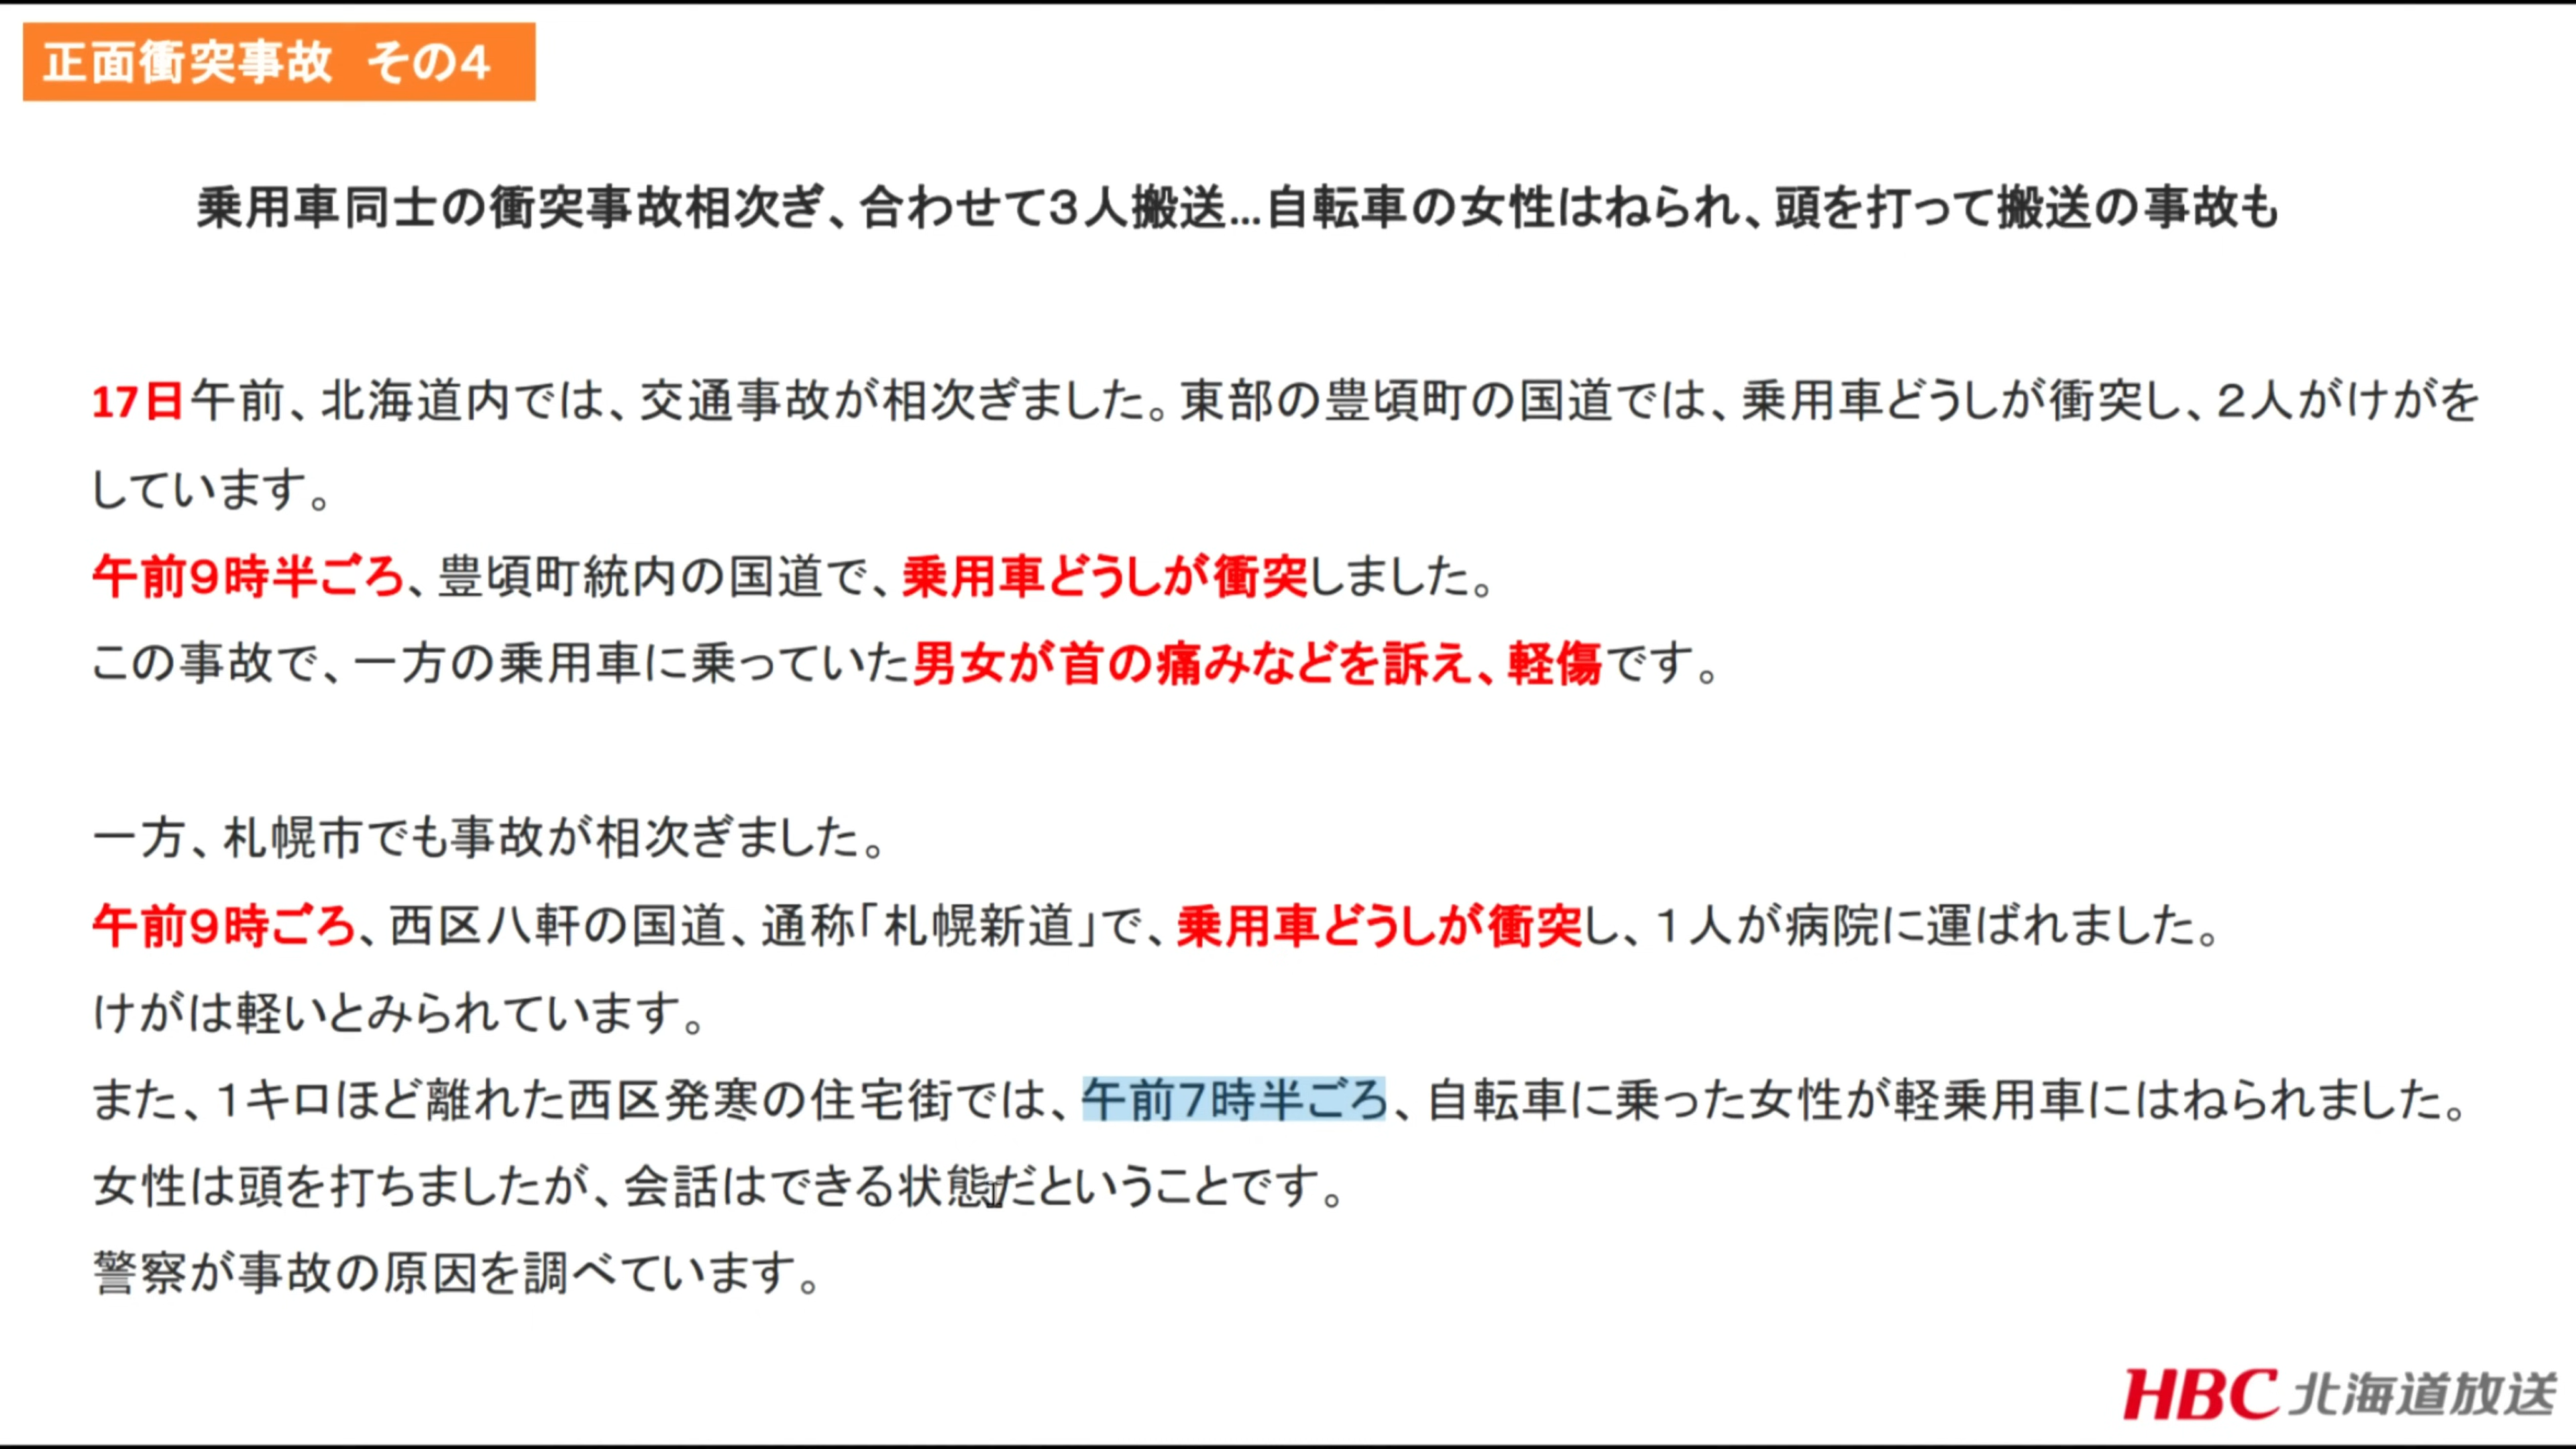 正面衝突事故　その４
乗用車同士の衝突事故相次ぎ、合わせて３人搬送…自転車の女性はねられ、頭を打って搬送の事故も
17日午前、北海道内では、交通事故が相次ぎました。東部の豊頃町の国道では、乗用車どうしが衝突し、２人がけがを
しています。
午前９時半ごろ、豊頃町統内の国道で、乗用車どうしが衝突しました。
この事故で、一方の乗用車に乗っていた男女が首の痛みなどを訴え、軽傷です。
一方、札幌市でも事故が相次ぎました。
午前９時ごろ、西区八軒の国道、通称「札幌新道」で、乗用車どうしが衝突し、１人が病院に運ばれました。
けがは軽いとみられています。
また、１キロほど離れた西区発寒の住宅街では、午前７時半ごろ、自転車に乗った女性が軽乗用車にはねられました。
女性は頭を打ちましたが、会話はできる状態だということです。
警察が事故の原因を調べています。
HBC 北海道放送